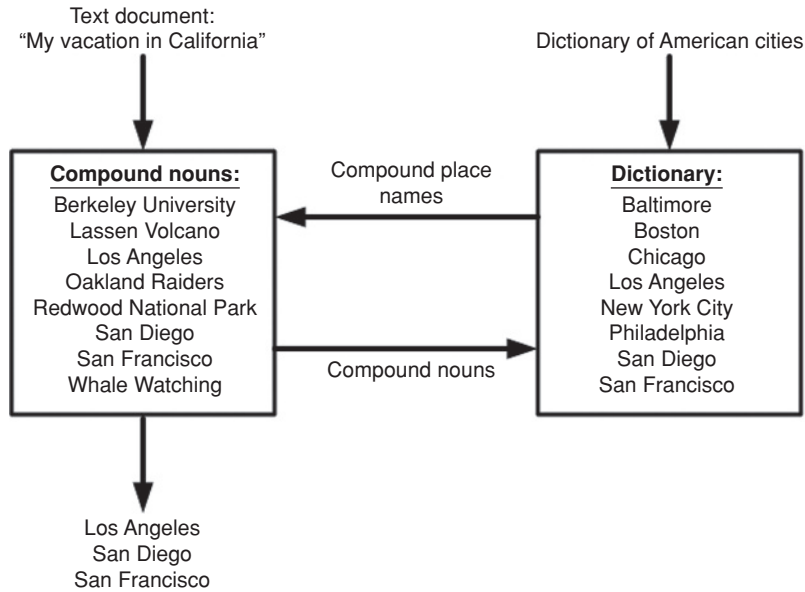 Text document:
“My vacation in California”
Dictionary of American cities
Compound nouns:
Berkeley University
Lassen Volcano
Los Angeles
Oakland Raiders
Redwood National Park
San Diego
San Francisco
Whale Watching
Compound place
names
Compound nouns
Dictionary:
Baltimore
Boston
Chicago
Los Angeles
New York City
Philadelphia
San Diego
San Francisco
Los Angeles
San Diego
San Francisco